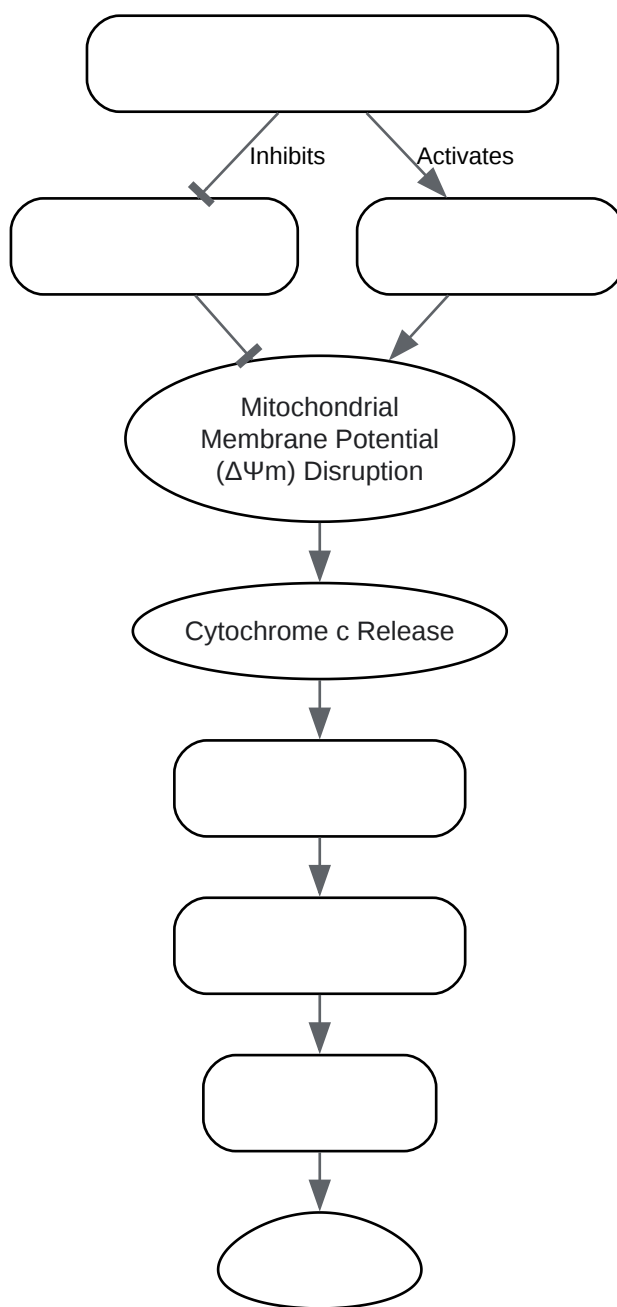 Inhibits
Activates
Mitochondrial
Membrane Potential
(ΔΨm) Disruption
Cytochrome c Release